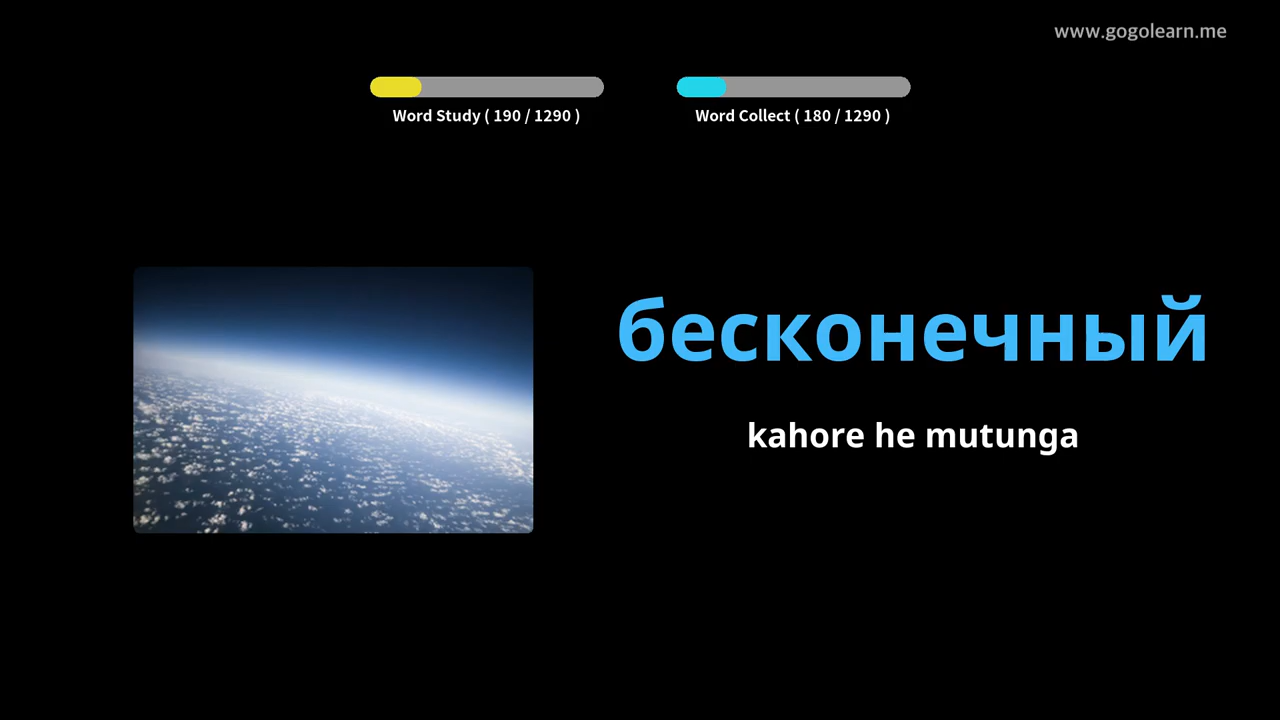 www.gogolearn.me
Word Study ( 190 / 1290 )
Word Collect ( 180 / 1290 )
бесконечный
kahore he mutunga